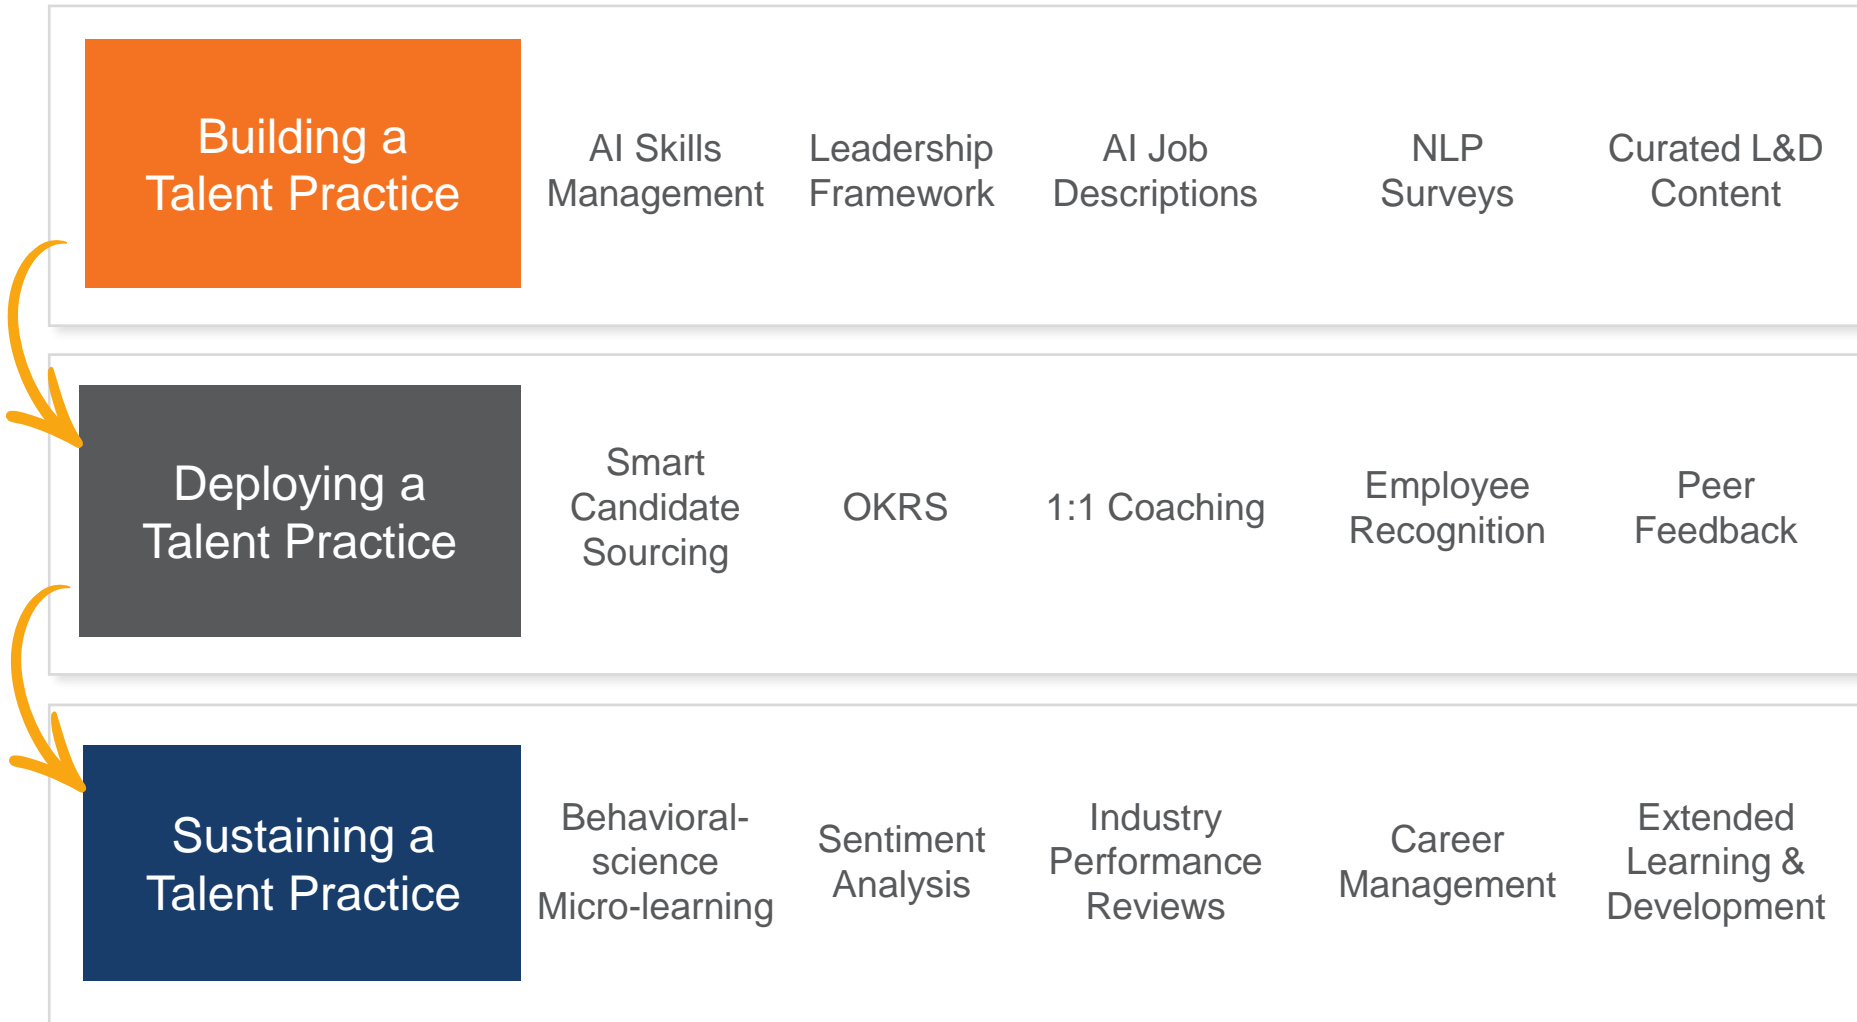 Building a
Talent Practice
AI Skills
Management
Leadership
Framework
AI Job
Descriptions
NLP
Surveys
Curated L&D
Content
Deploying a
Talent Practice
Smart
Candidate
Sourcing
OKRS
1:1 Coaching
Employee
Recognition
Peer
Feedback
Sustaining a
Talent Practice
Behavioral-
science
Micro-learning
Sentiment
Analysis
Industry
Performance
Reviews
Career
Management
Extended
Learning &
Development